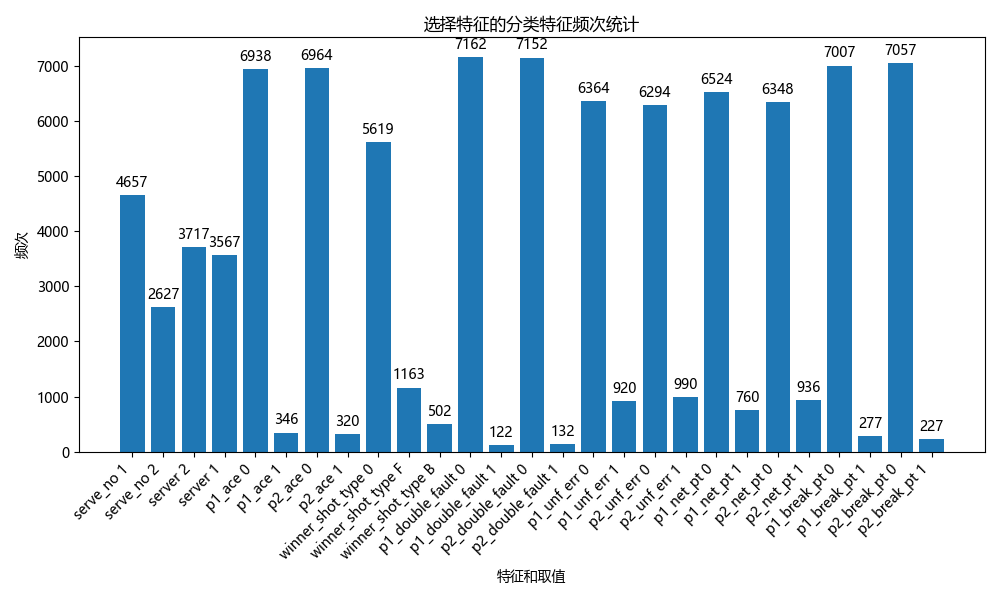 选择特征的分类特征频次统计
频次
7000
6000
5000
4000
3000
2000
1000
0
4657
2627
3717
3567
6938
346
6964
320
5619
1163
502
7162
122
7152
132
6364
920
6294
990
6524
760
6348
936
7007
277
7057
227
serve_no 1
serve_no 2
server 2
server 1
p1_ace 0
p1_ace 1
p2_ace 0
p2_ace 1
winner_shot_type 0
winner_shot_type F
winner_shot_type B
p1_double_fault 0
p1_double_fault 1
p2_double_fault 0
p2_double_fault 1
p1_unf_err 0
p1_unf_err 1
p2_unf_err 0
p2_unf_err 1
p1_net_pt 0
p1_net_pt 1
p2_net_pt 0
p2_net_pt 1
p1_break_pt 0
p1_break_pt 1
p2_break_pt 0
p2_break_pt 1
特征和取值